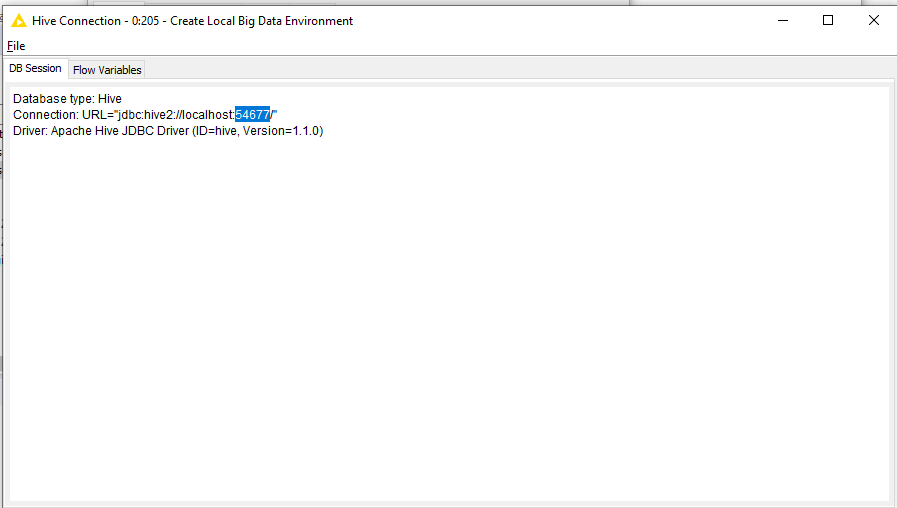 Hive Connection - 0:205 - Create Local Big Data Environment
File
DB Session
Flow Variables
Database type: Hive
Connection: URL="jdbc:hive2://localhost:54677/"
Driver: Apache Hive JDBC Driver (ID=hive, Version=1.1.0)